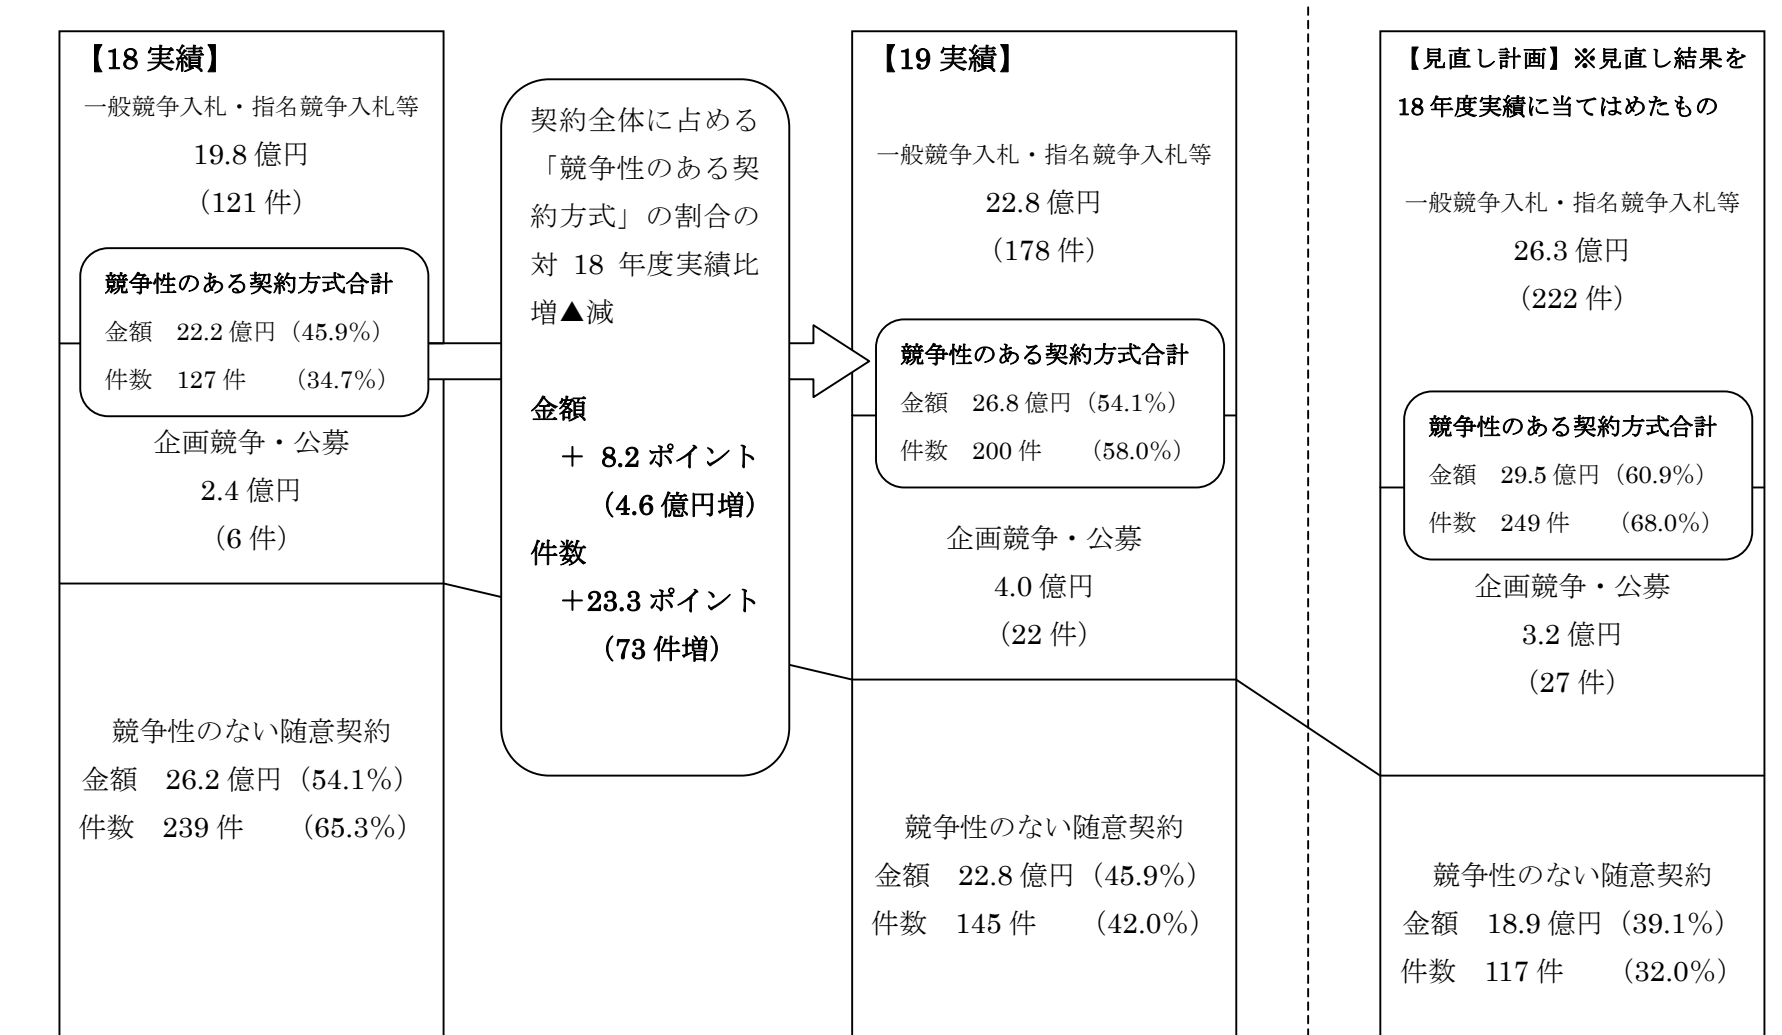 【18 実績】
一般競争入札・指名競争入札等
19.8 億円
（121 件）
競争性のある契約方式合計
金額　22.2 億円（45.9％）
件数　127 件　　（34.7％）
企画競争・公募
2.4 億円
（6 件）
競争性のない随意契約
金額　26.2 億円（54.1％）
件数　239 件　　（65.3％）
契約全体に占める
「競争性のある契
約方式」の割合の
対 18 年度実績比
増▲減
金額
＋ 8.2 ポイント
（4.6 億円増）
件数
＋23.3 ポイント
（73 件増）
【19 実績】
一般競争入札・指名競争入札等
22.8 億円
（178 件）
競争性のある契約方式合計
金額　26.8 億円（54.1％）
件数　200 件　　（58.0％）
企画競争・公募
4.0 億円
（22 件）
競争性のない随意契約
金額　22.8 億円（45.9％）
件数　145 件　　（42.0％）
【見直し計画】※見直し結果を
18 年度実績に当てはめたもの
一般競争入札・指名競争入札等
26.3 億円
（222 件）
競争性のある契約方式合計
金額　29.5 億円（60.9％）
件数　249 件　　（68.0％）
企画競争・公募
3.2 億円
（27 件）
競争性のない随意契約
金額　18.9 億円（39.1％）
件数　117 件　　（32.0％）